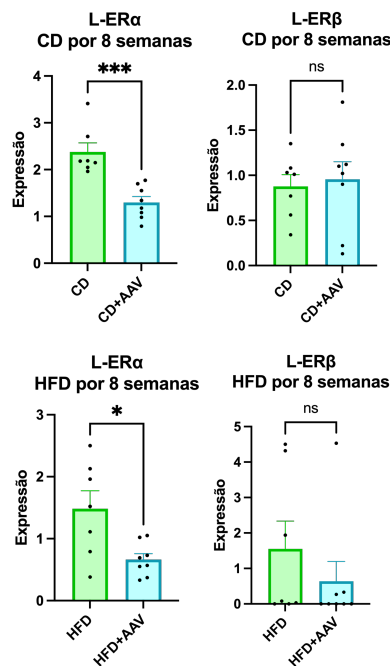 L-ERα
CD por 8 semanas
***
Expressão
4
3
2
1
0
CD
CD+AAV
L-ERβ
CD por 8 semanas
ns
Expressão
1.5
1.0
0.5
0.0
CD
CD+AAV
L-ERα
HFD por 8 semanas
*
Expressão
3
2
1
0
HFD
HFD+AAV
L-ERβ
HFD por 8 semanas
ns
Expressão
5
4
3
2
1
0
HFD
HFD+AAV